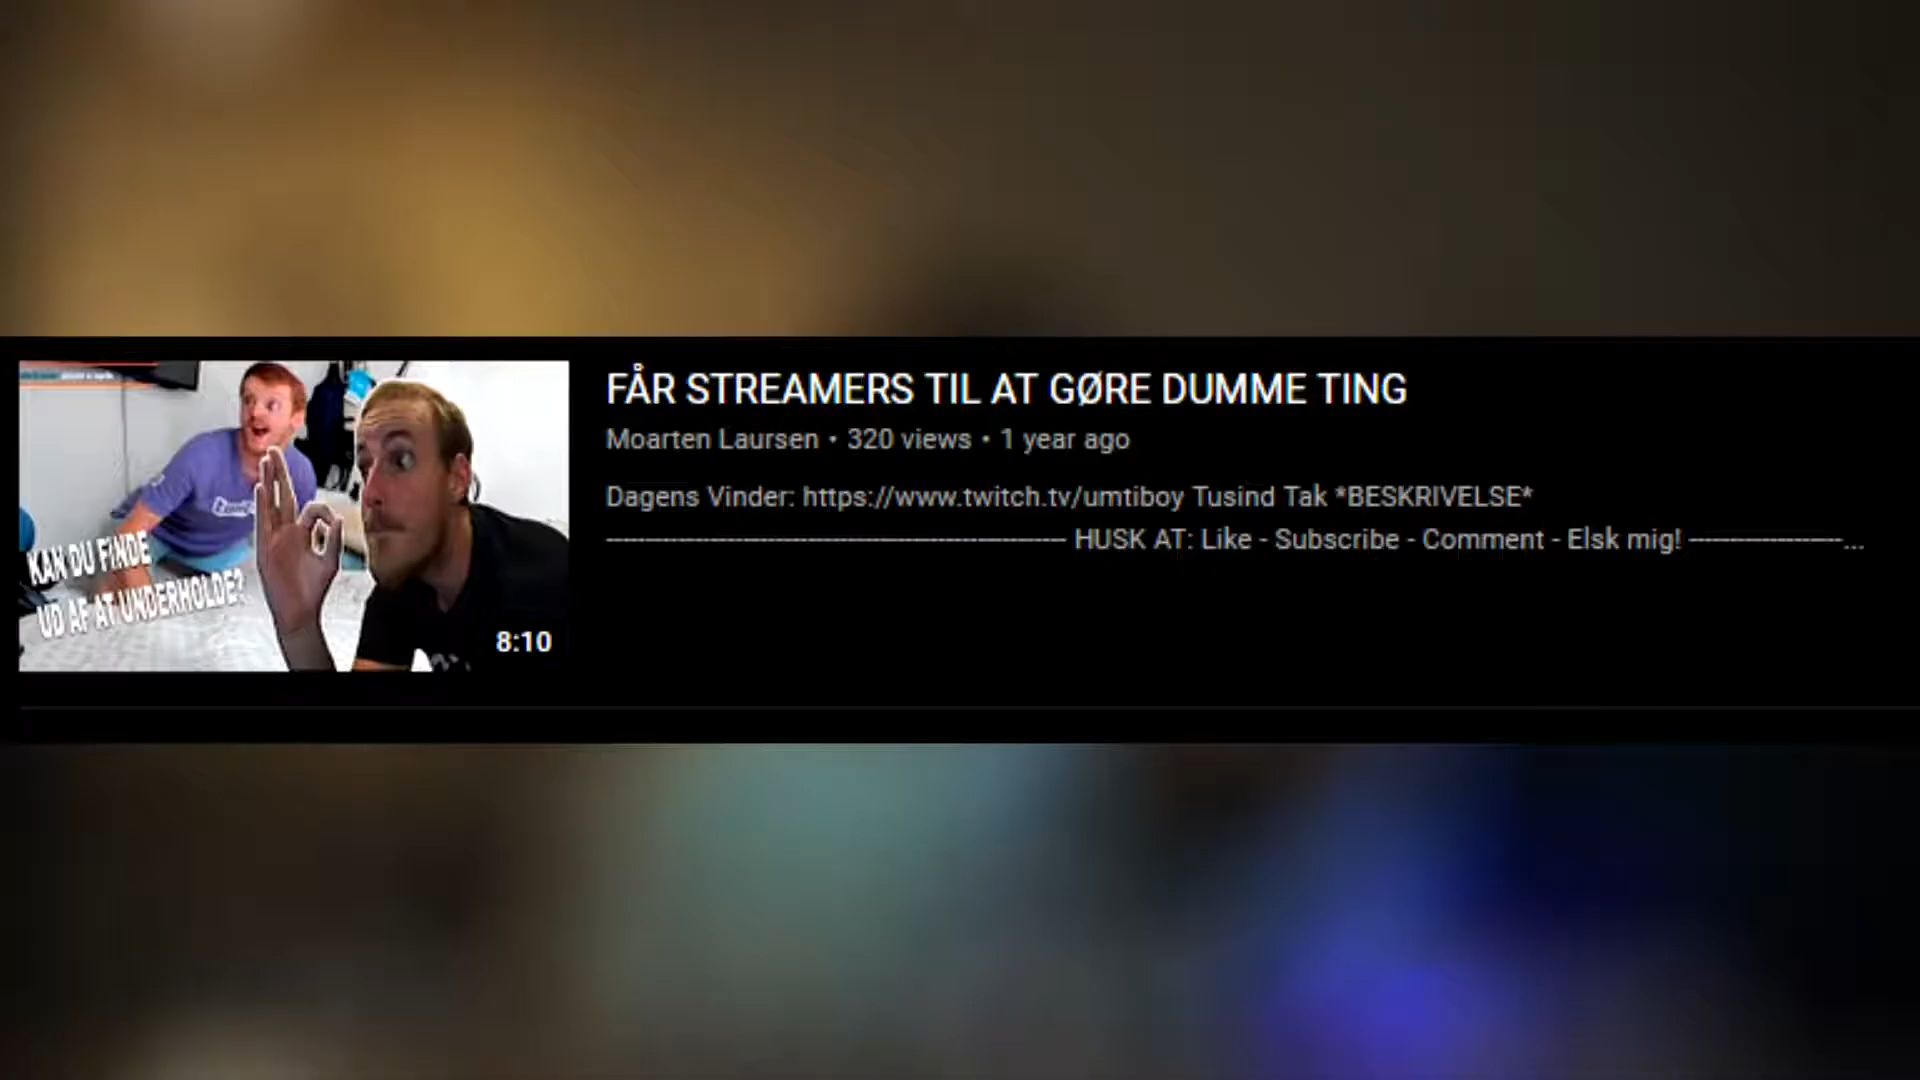 FÅR STREAMERS TIL AT GØRE DUMME TING
Moarten Laursen • 320 views • 1 year ago
Dagens Vinder: https://www.twitch.tv/umtiboy Tusind Tak *BESKRIVELSE*
---------------------------------------------------------------- HUSK AT: Like - Subscribe - Comment - Elsk mig! ---------------------...
KAN DU FINDE
UD AF AT UNDERHOLDE?
8:10